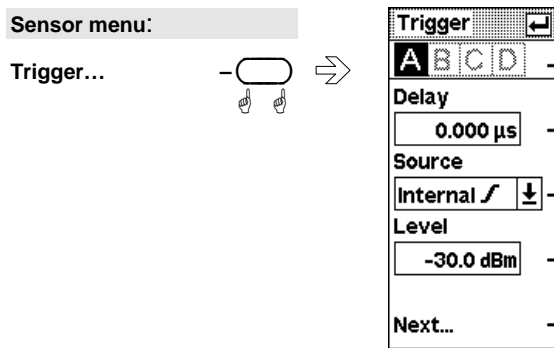 Sensor menu:
Trigger…
Trigger
A B C D
Delay
0.000 µs
Source
Internal
Level
-30.0 dBm
Next...